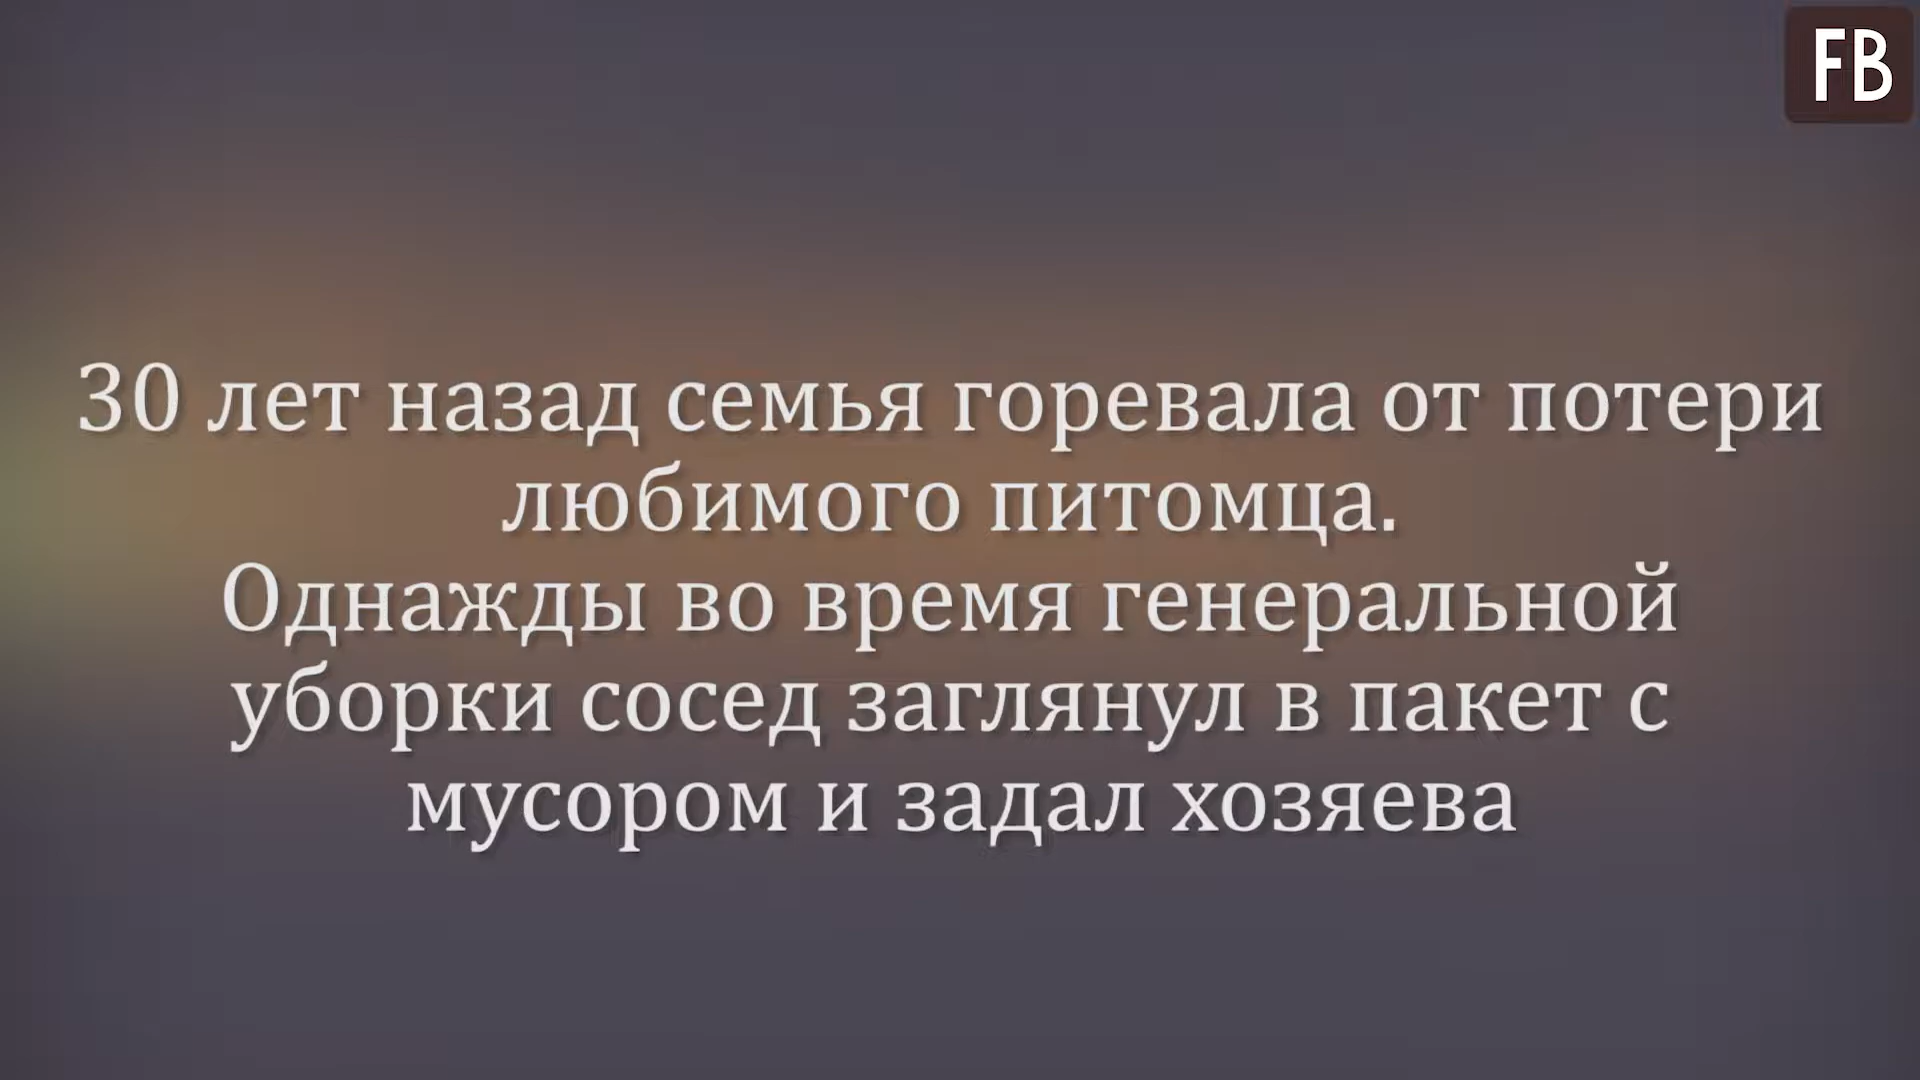 FB
30 лет назад семья горевала от потери
любимого питомца.
Однажды во время генеральной
уборки сосед заглянул в пакет с
мусором и задал хозяева